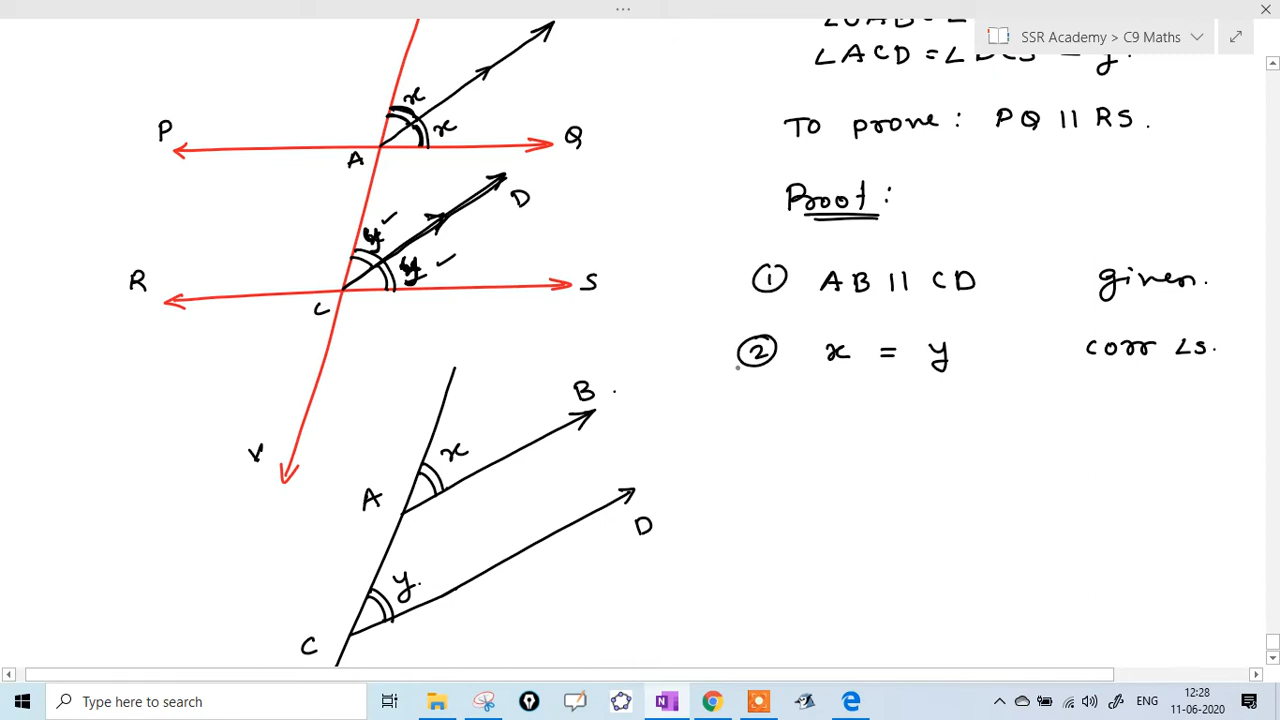 SSR Academy > C9 Maths
∠ACD = ∠DCS = y.
To prove: PQ || RS.
Proof:
① AB || CD given.
② x = y corr ∠s.
x
x
P
Q
A
D
y
y
R
S
C
B
x
A
D
y.
C
Type here to search
12:28
11-06-2020